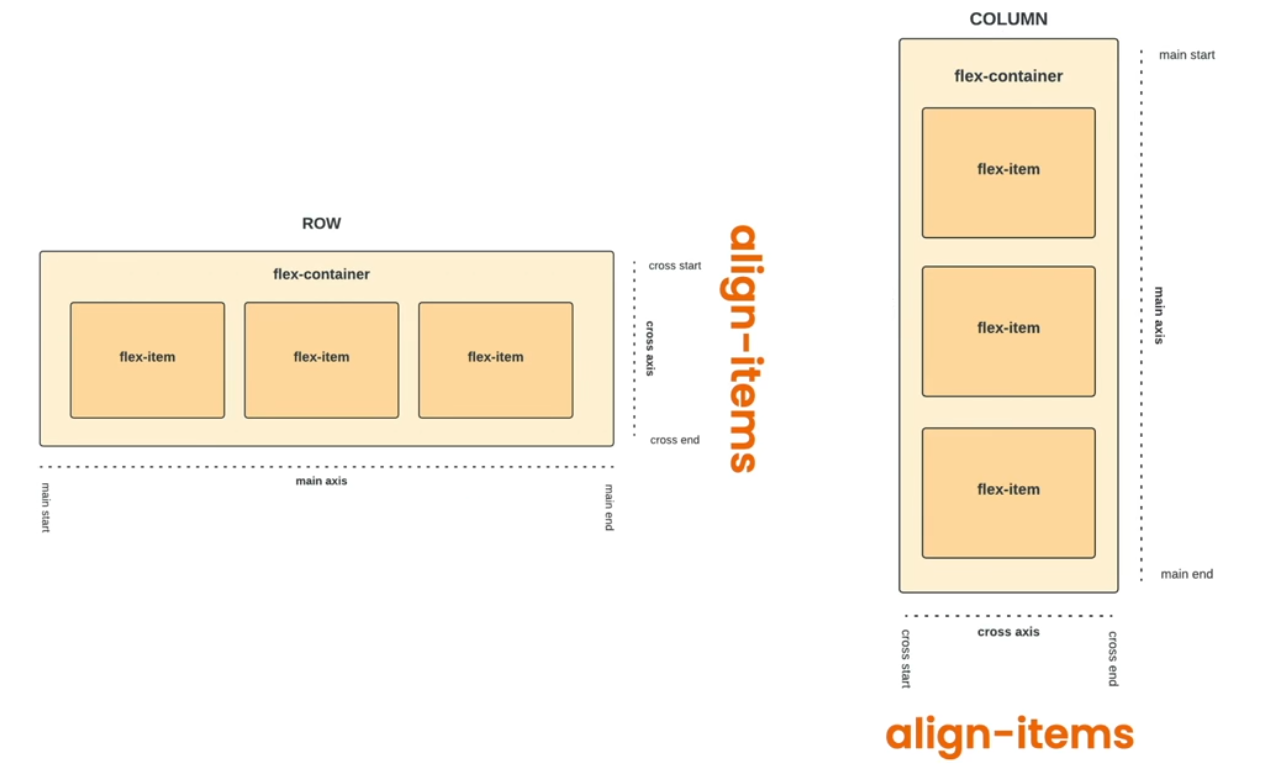 ROW
flex-container
flex-item flex-item flex-item
cross start
cross axis
cross end
main axis
main start
main end
align-items
COLUMN
flex-container
flex-item
flex-item
flex-item
main start
main axis
main end
cross axis
cross start
cross end
align-items